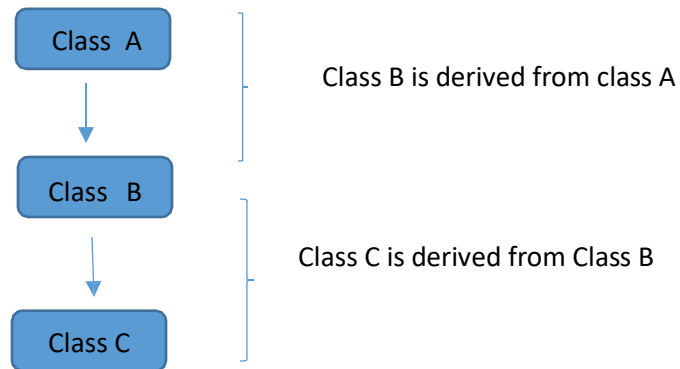 Class A
Class B is derived from class A
Class B
Class C is derived from Class B
Class C